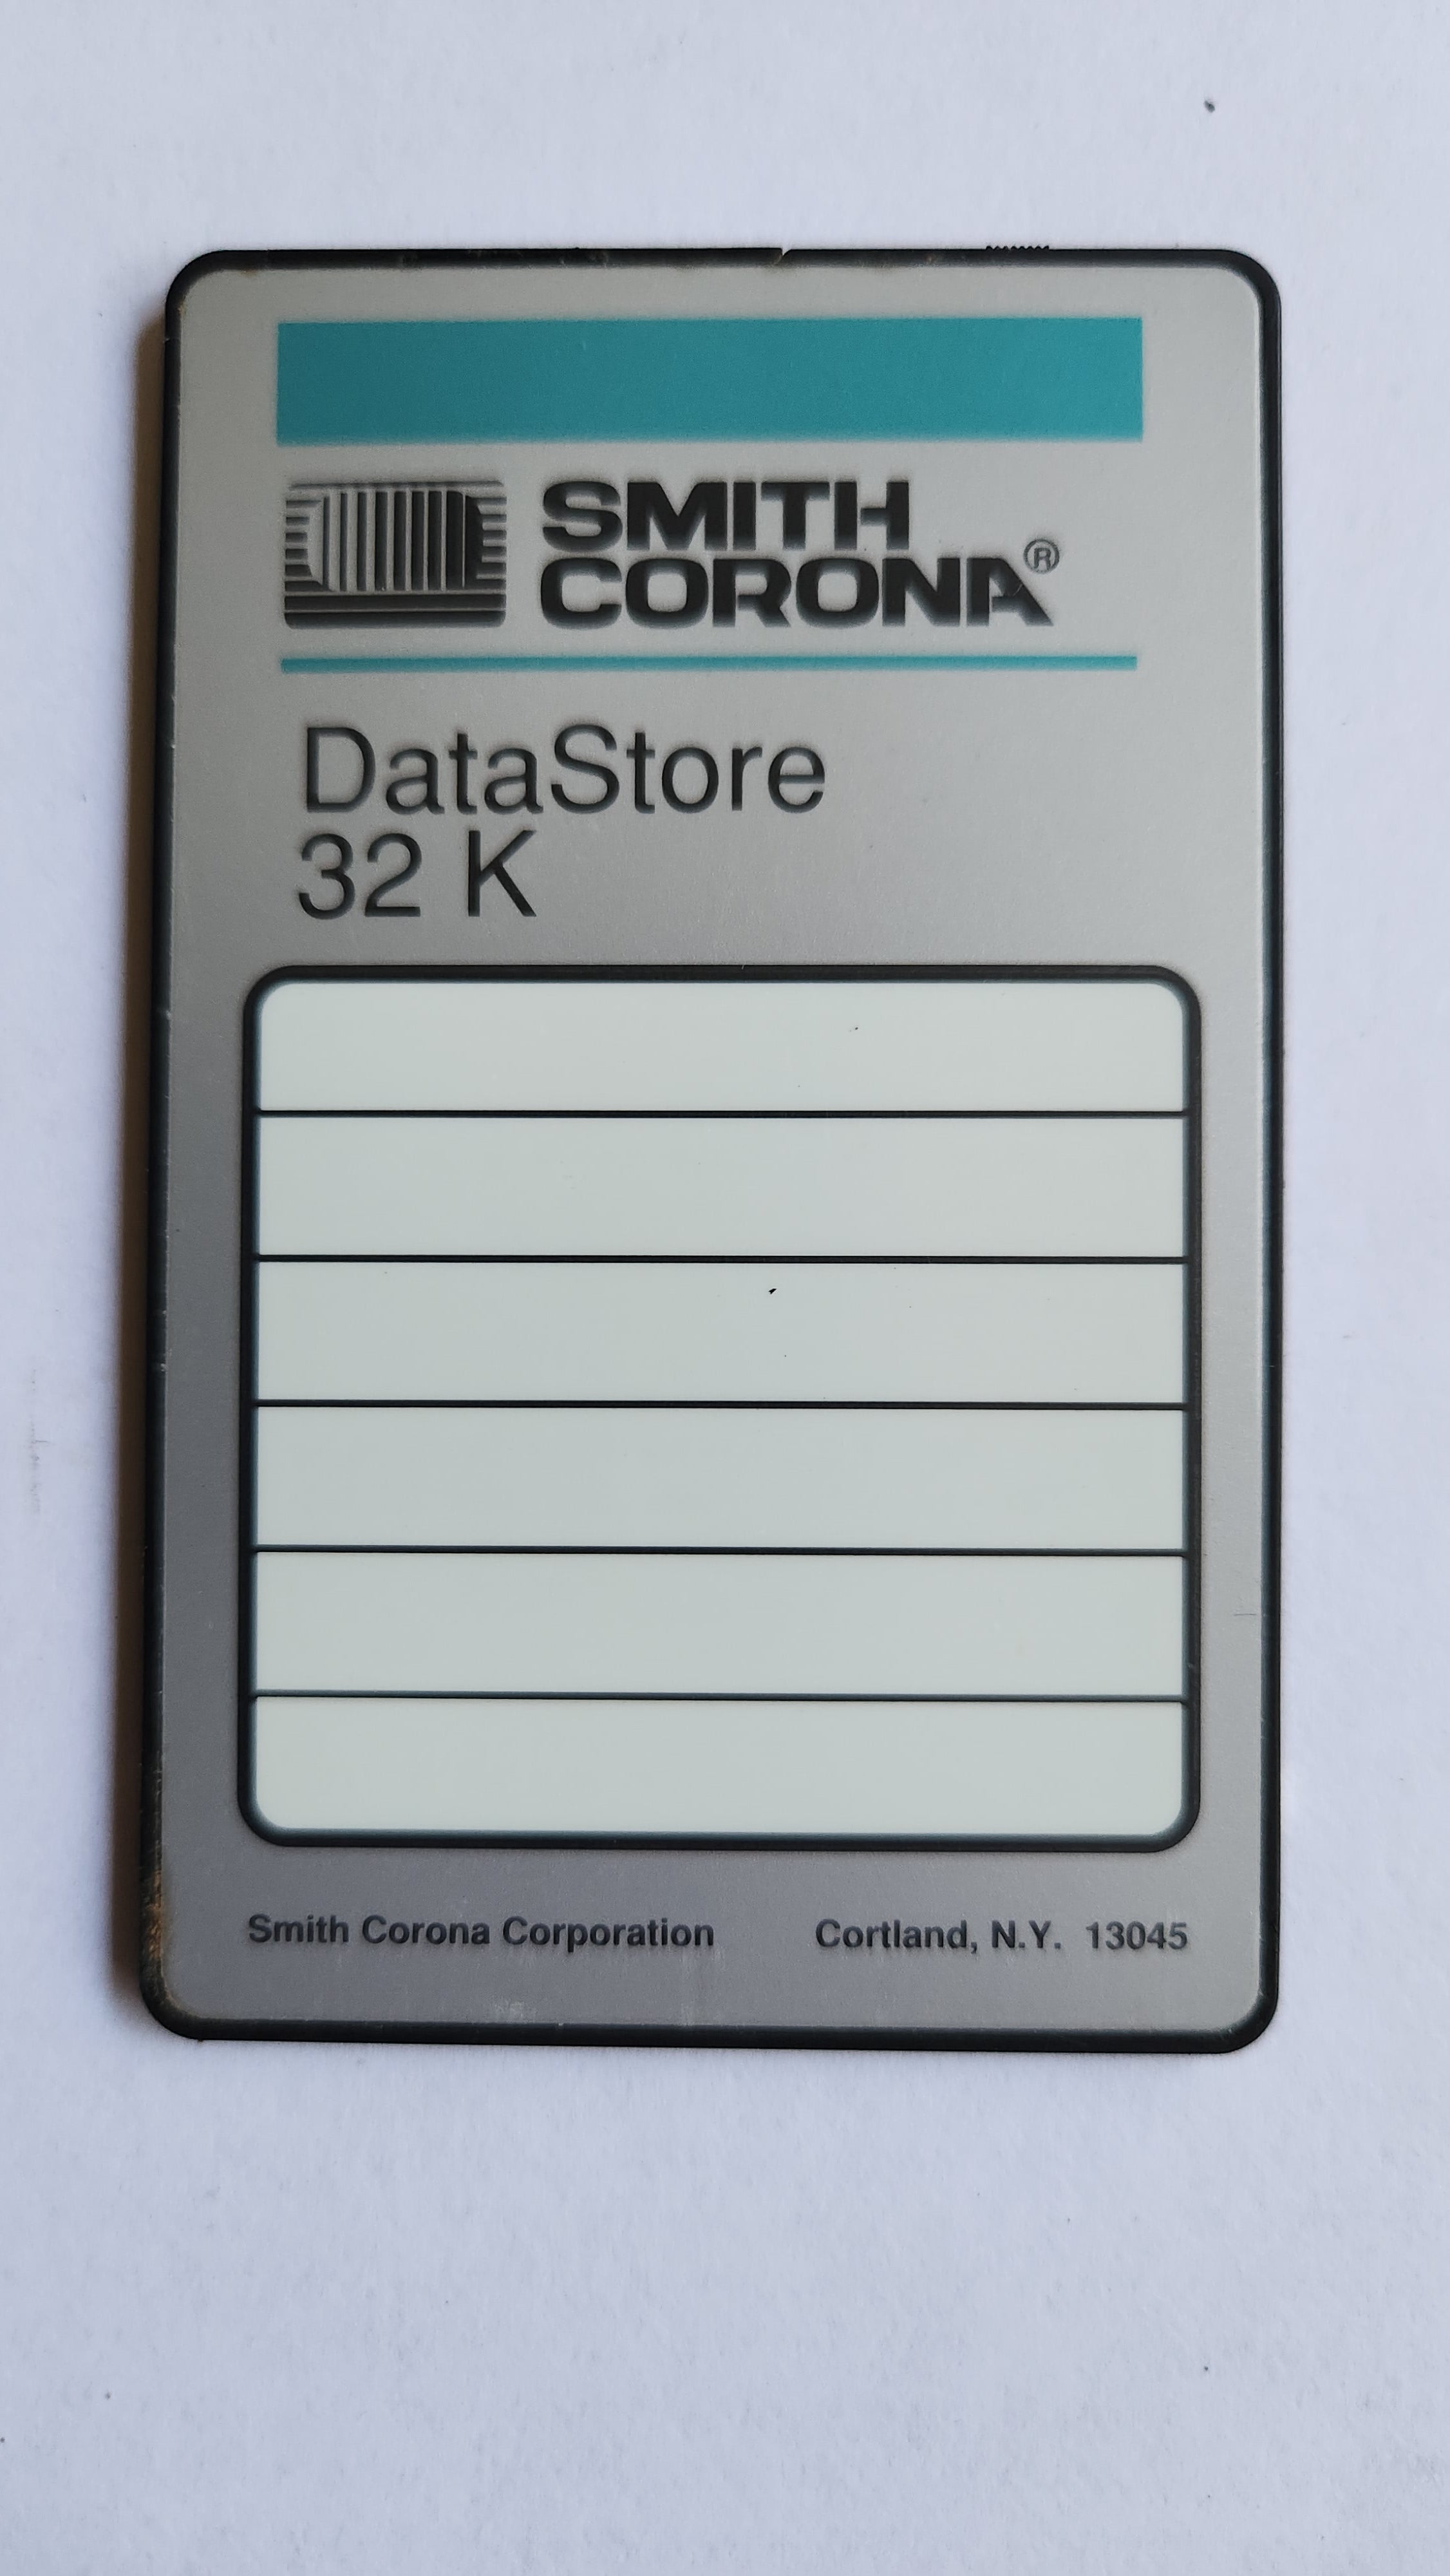 SMITH
CORONA®
DataStore
32 K
Smith Corona Corporation Cortland, N.Y. 13045